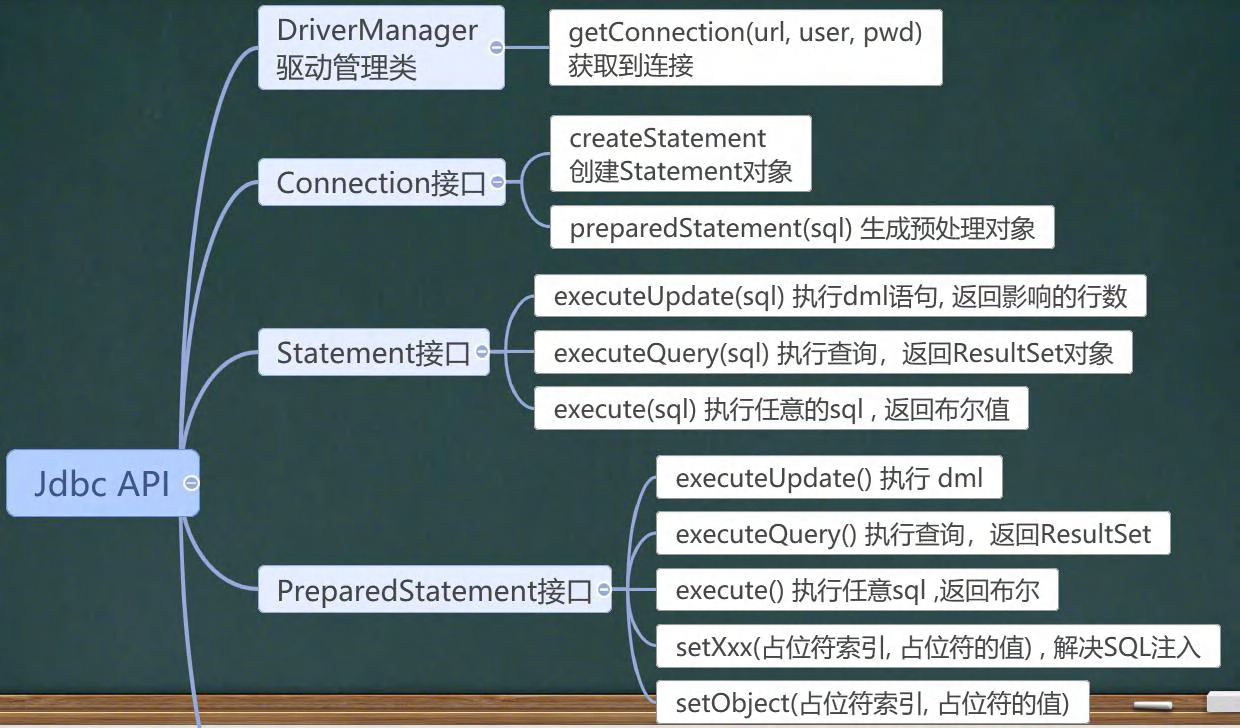 DriverManager
驱动管理类
getConnection(url, user, pwd)
获取到连接
Connection接口
createStatement
创建Statement对象
preparedStatement(sql) 生成预处理对象
Statement接口
executeUpdate(sql) 执行dml语句, 返回影响的行数
executeQuery(sql) 执行查询，返回ResultSet对象
execute(sql) 执行任意的sql , 返回布尔值
Jdbc API
PreparedStatement接口
executeUpdate() 执行 dml
executeQuery() 执行查询，返回ResultSet
execute() 执行任意sql ,返回布尔
setXxx(占位符索引, 占位符的值) , 解决SQL注入
setObject(占位符索引, 占位符的值)